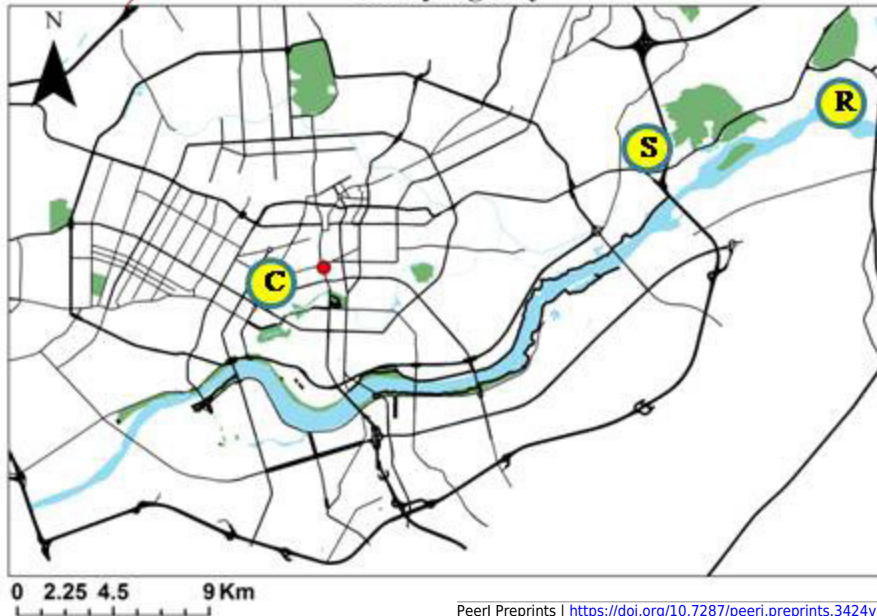 N
R
S
C
0 2.25 4.5 9 Km
PeerJ Preprints | https://doi.org/10.7287/peerj.preprints.3424v